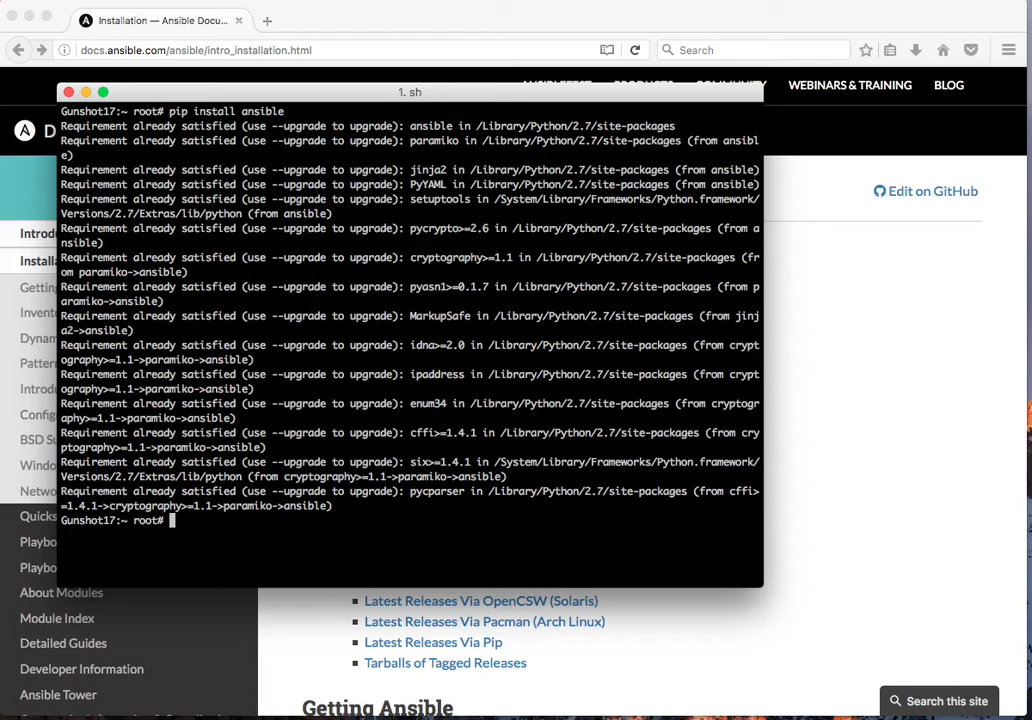 Installation — Ansible Docu...
docs.ansible.com/ansible/intro_installation.html
Search
WEBINARS & TRAINING
BLOG
1. sh
Edit on GitHub
Gunshot17:~ root# pip install ansible
Requirement already satisfied (use --upgrade to upgrade): ansible in /Library/Python/2.7/site-packages
Requirement already satisfied (use --upgrade to upgrade): paramiko in /Library/Python/2.7/site-packages (from ansibl
e)
Requirement already satisfied (use --upgrade to upgrade): jinja2 in /Library/Python/2.7/site-packages (from ansible)
Requirement already satisfied (use --upgrade to upgrade): PyYAML in /Library/Python/2.7/site-packages (from ansible)
Requirement already satisfied (use --upgrade to upgrade): setuptools in /System/Library/Frameworks/Python.framework/
Versions/2.7/Extras/lib/python (from ansible)
Requirement already satisfied (use --upgrade to upgrade): pycrypto>=2.6 in /Library/Python/2.7/site-packages (from a
nsible)
Requirement already satisfied (use --upgrade to upgrade): cryptography>=1.1 in /Library/Python/2.7/site-packages (fr
om paramiko->ansible)
Requirement already satisfied (use --upgrade to upgrade): pyasn1>=0.1.7 in /Library/Python/2.7/site-packages (from p
aramiko->ansible)
Requirement already satisfied (use --upgrade to upgrade): MarkupSafe in /Library/Python/2.7/site-packages (from jinj
a2->ansible)
Requirement already satisfied (use --upgrade to upgrade): idna>=2.0 in /Library/Python/2.7/site-packages (from crypt
ography>=1.1->paramiko->ansible)
Requirement already satisfied (use --upgrade to upgrade): ipaddress in /Library/Python/2.7/site-packages (from crypt
ography>=1.1->paramiko->ansible)
Requirement already satisfied (use --upgrade to upgrade): enum34 in /Library/Python/2.7/site-packages (from cryptogr
aphy>=1.1->paramiko->ansible)
Requirement already satisfied (use --upgrade to upgrade): cffi>=1.4.1 in /Library/Python/2.7/site-packages (from cry
ptography>=1.1->paramiko->ansible)
Requirement already satisfied (use --upgrade to upgrade): six>=1.4.1 in /System/Library/Frameworks/Python.framework/
Versions/2.7/Extras/lib/python (from cryptography>=1.1->paramiko->ansible)
Requirement already satisfied (use --upgrade to upgrade): pycparser in /Library/Python/2.7/site-packages (from cffi>
=1.4.1->cryptography>=1.1->paramiko->ansible)
Gunshot17:~ root#
D
Introd
Installa
Getting
Invent
Dynam
Pattern
Introd
Config
BSD Su
Windo
Netwo
Quicks
Playbo
Playbo
About Modules
Module Index
Detailed Guides
Developer Information
Ansible Tower
Latest Releases Via OpenCSW (Solaris)
Latest Releases Via Pacman (Arch Linux)
Latest Releases Via Pip
Tarballs of Tagged Releases
Getting Ansible
Search this site